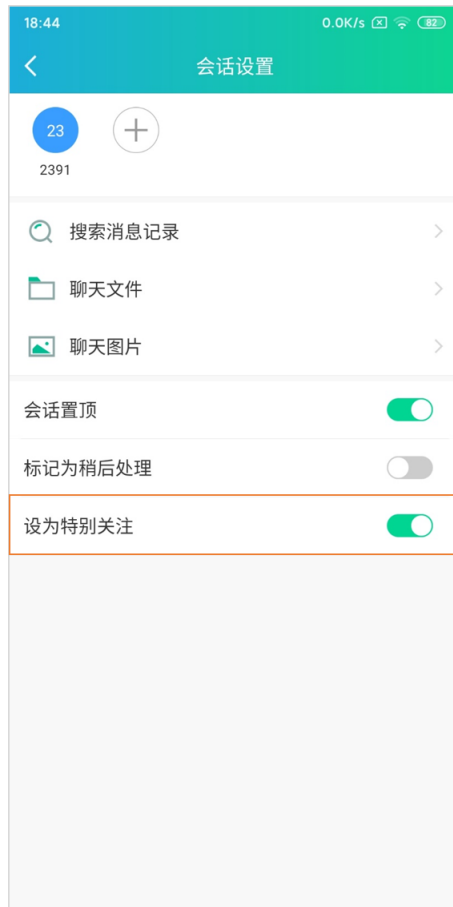 18:44 0.0K/s 82
会话设置
23
2391
搜索消息记录
聊天文件
聊天图片
会话置顶
标记为稍后处理
设为特别关注